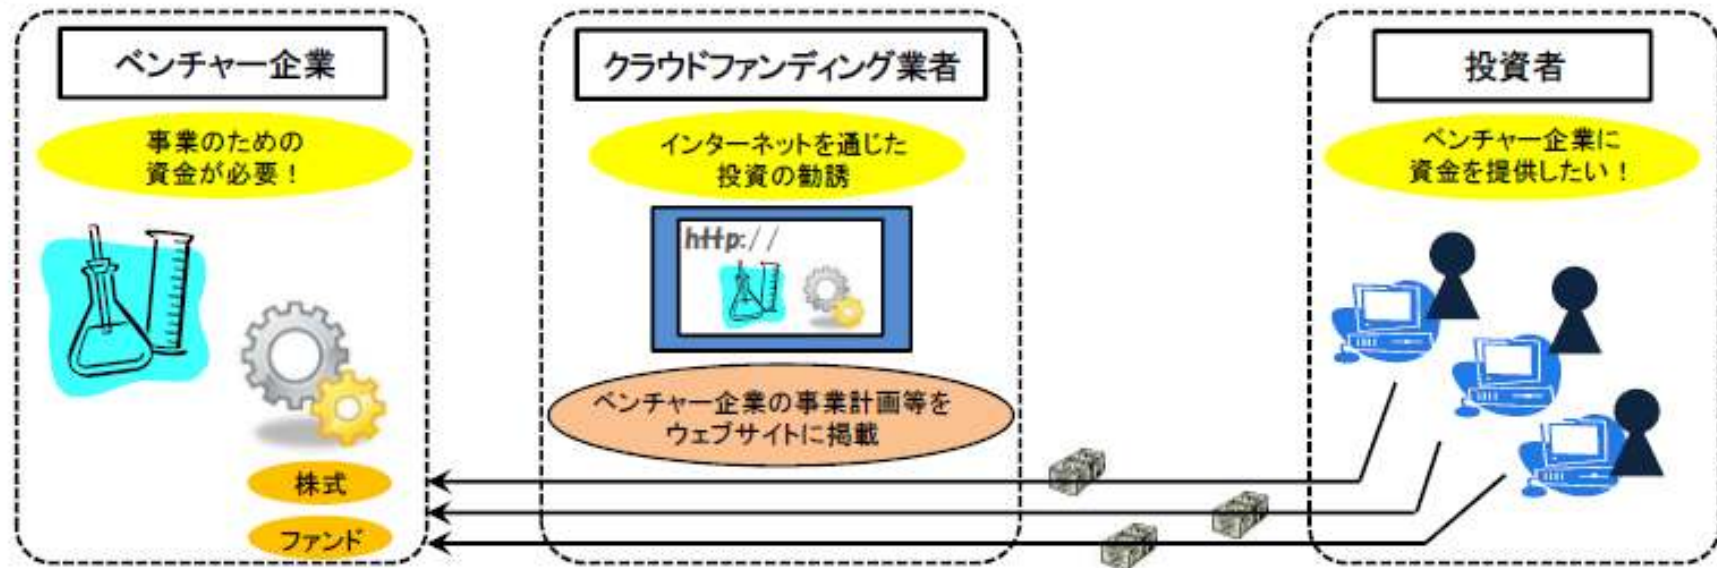 ベンチャー企業
事業のための
資金が必要！
株式
ファンド
クラウドファンディング業者
インターネットを通じた
投資の勧誘
http://
ベンチャー企業の事業計画等を
ウェブサイトに掲載
投資者
ベンチャー企業に
資金を提供したい！